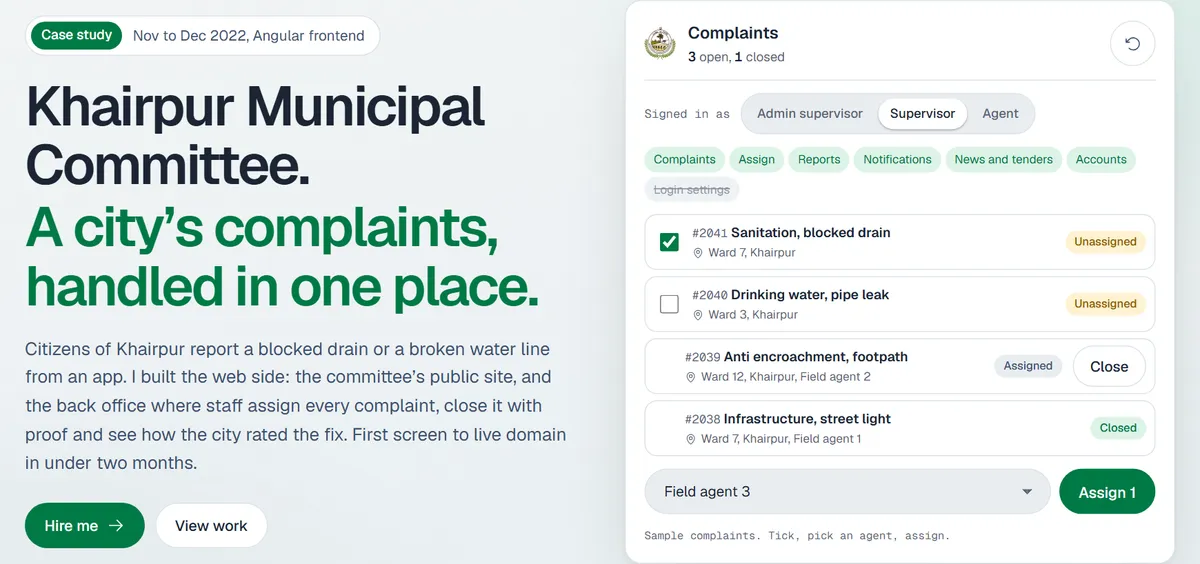 Case study Nov to Dec 2022, Angular frontend
Khairpur Municipal
Committee.
A city’s complaints,
handled in one place.
Citizens of Khairpur report a blocked drain or a broken water line
from an app. I built the web side: the committee’s public site, and
the back office where staff assign every complaint, close it with
proof and see how the city rated the fix. First screen to live domain
in under two months.
Hire me → View work
Complaints
3 open, 1 closed
Signed in as Admin supervisor Supervisor Agent
Complaints Assign Reports Notifications News and tenders Accounts
Login settings
#2041 Sanitation, blocked drain
Ward 7, Khairpur
Unassigned
#2040 Drinking water, pipe leak
Ward 3, Khairpur
Unassigned
#2039 Anti encroachment, footpath
Ward 12, Khairpur, Field agent 2
Assigned Close
#2038 Infrastructure, street light
Ward 7, Khairpur, Field agent 1
Closed
Field agent 3 Assign 1
Sample complaints. Tick, pick an agent, assign.